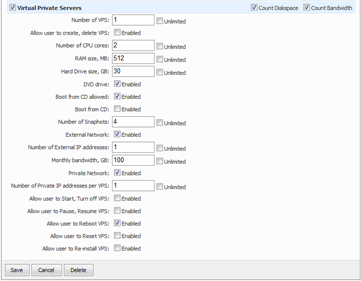 Virtual Private Servers Count Diskspace Count Bandwidth
Number of VPS: 1 Unlimited
Allow user to create, delete VPS: Enabled
Number of CPU cores: 2 Unlimited
RAM size, MB: 512 Unlimited
Hard Drive size, GB: 30 Unlimited
DVD drive: Enabled
Boot from CD allowed: Enabled
Boot from CD: Enabled
Number of Snaphots: 4 Unlimited
External Network: Enabled
Number of External IP addresses: 1 Unlimited
Monthly bandwidth, GB: 100 Unlimited
Private Network: Enabled
Number of Private IP addresses per VPS: 1 Unlimited
Allow user to Start, Turn off VPS: Enabled
Allow user to Pause, Resume VPS: Enabled
Allow user to Reboot VPS: Enabled
Allow user to Reset VPS: Enabled
Allow user to Re-install VPS: Enabled
Save Cancel Delete